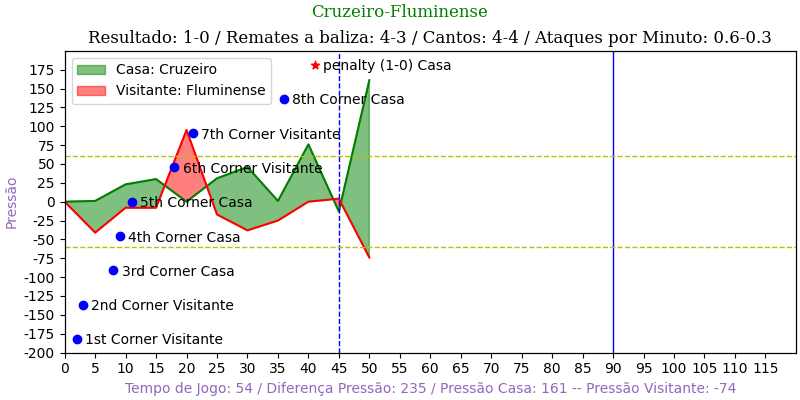 Cruzeiro-Fluminense
Resultado: 1-0 / Remates a baliza: 4-3 / Cantos: 4-4 / Ataques por Minuto: 0.6-0.3
Casa: Cruzeiro
Visitante: Fluminense
penalty (1-0) Casa
8th Corner Casa
7th Corner Visitante
6th Corner Visitante
5th Corner Casa
4th Corner Casa
3rd Corner Casa
2nd Corner Visitante
1st Corner Visitante
Pressão
175
150
125
100
75
50
25
0
-25
-50
-75
-100
-125
-150
-175
-200
0 5 10 15 20 25 30 35 40 45 50 55 60 65 70 75 80 85 90 95 100 105 110 115
Tempo de Jogo: 54 / Diferença Pressão: 235 / Pressão Casa: 161 -- Pressão Visitante: -74